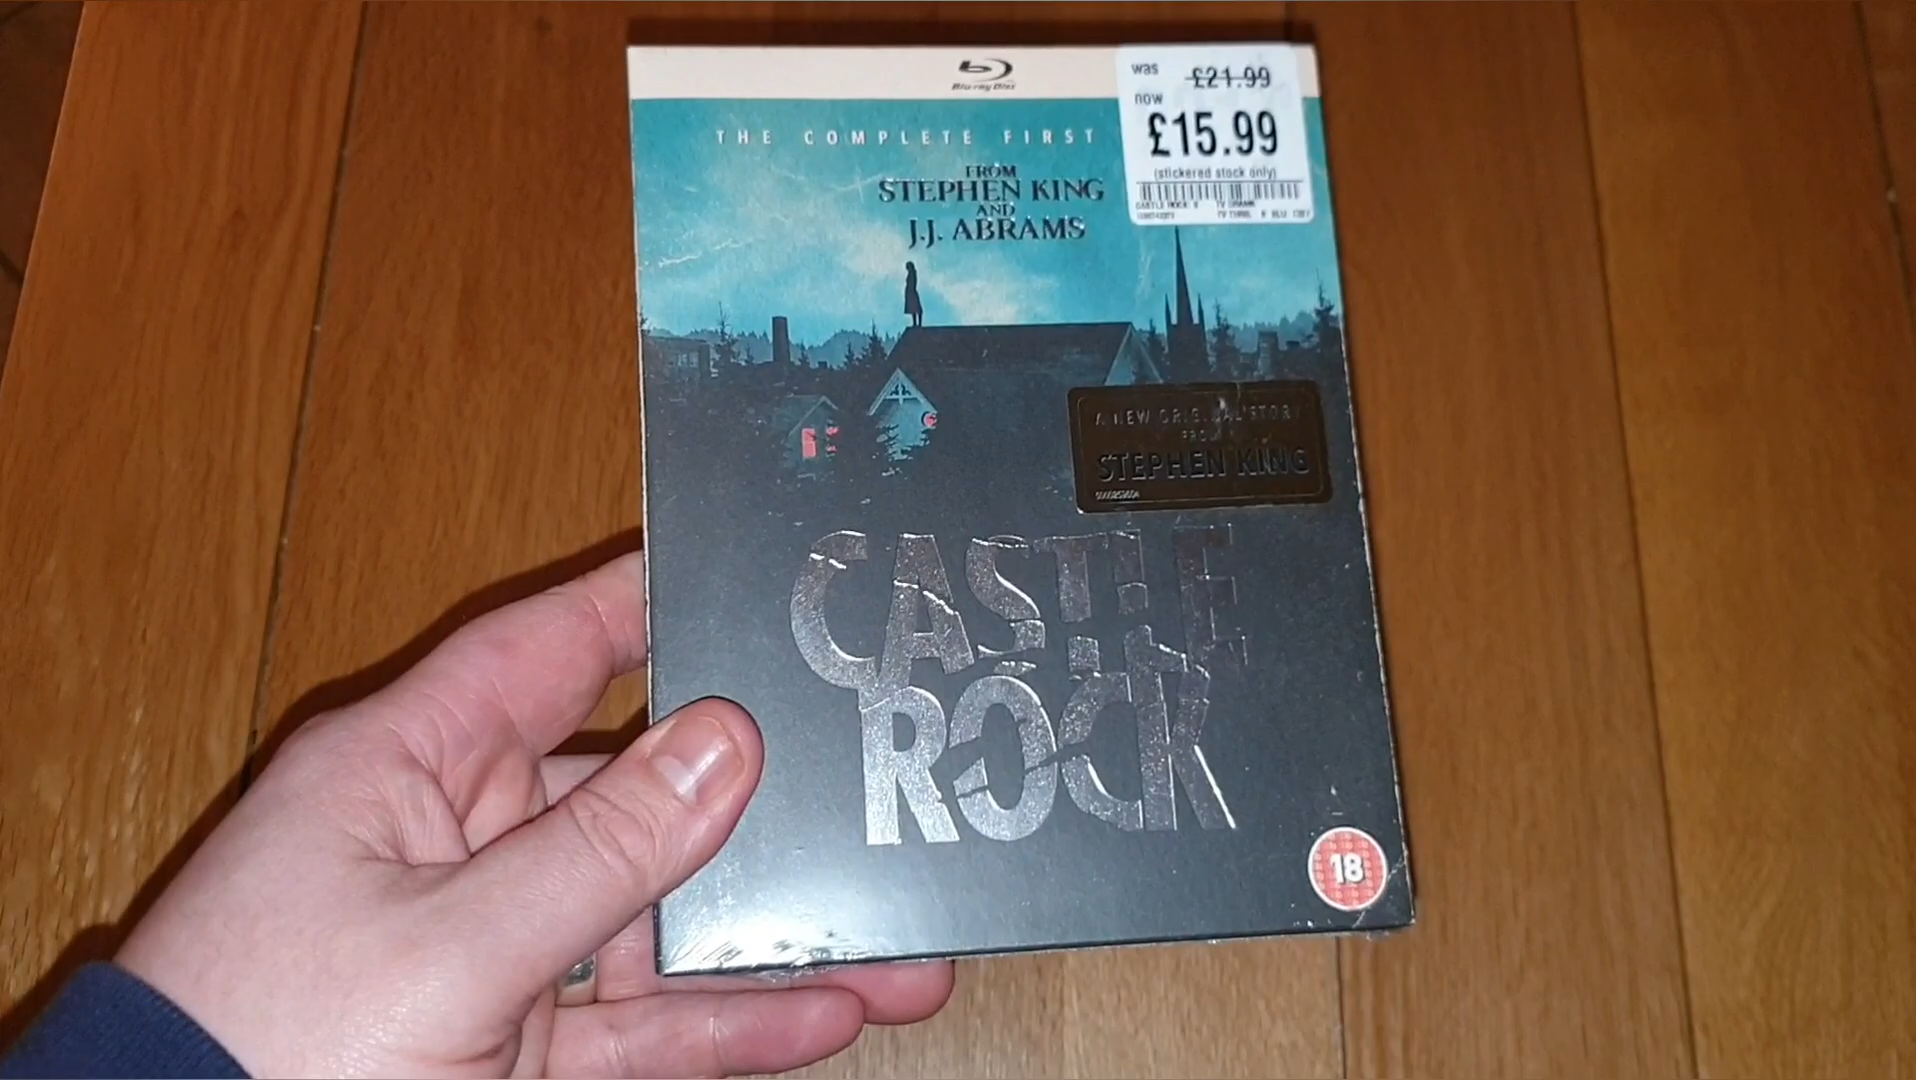 Blu-ray Disc
was £21.99
now
£15.99
(stickered stock only)
THE COMPLETE FIRST
FROM
STEPHEN KING
AND
J.J. ABRAMS
A NEW ORIGINAL STORY
FROM
STEPHEN KING
CASTLE
ROCK
18